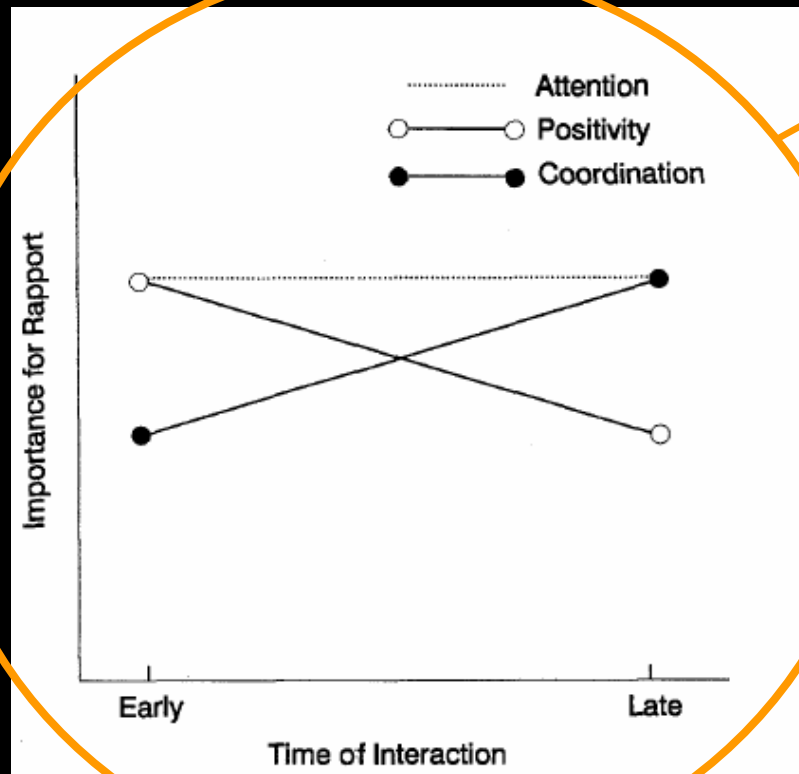 Attention
Positivity
Coordination
Importance for Rapport
Early
Late
Time of Interaction